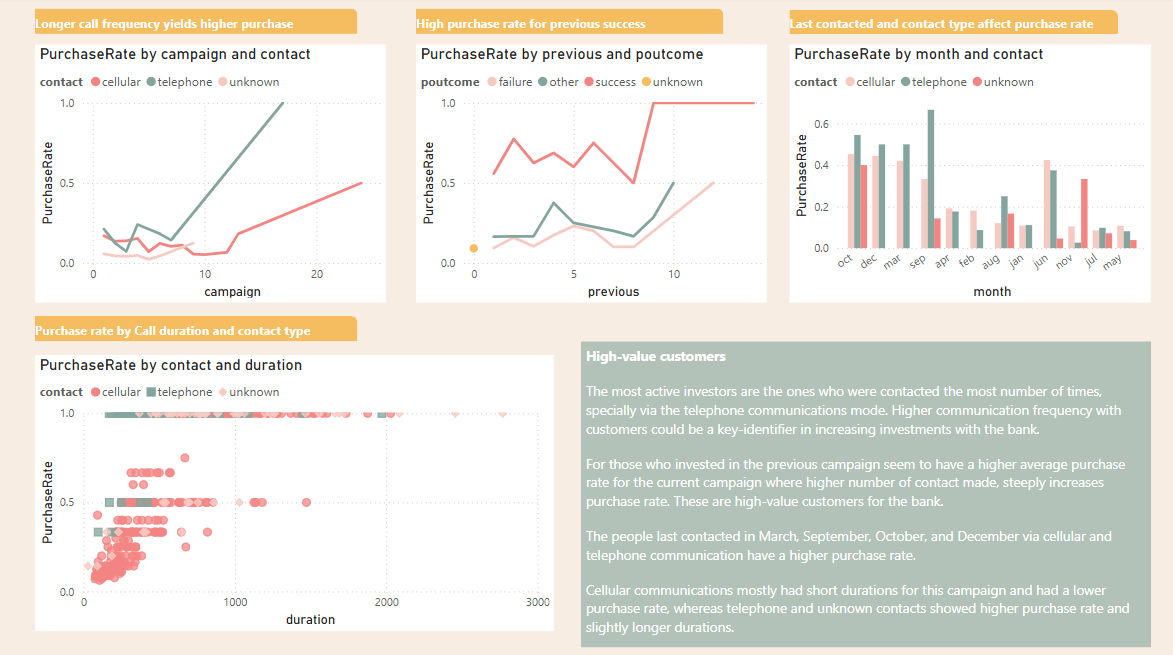 Longer call frequency yields higher purchase
PurchaseRate by campaign and contact
contact cellular telephone unknown
1.0
0.5
0.0
PurchaseRate
0 10 20
campaign
High purchase rate for previous success
PurchaseRate by previous and poutcome
poutcome failure other success unknown
1.0
0.5
0.0
PurchaseRate
0 5 10
previous
Last contacted and contact type affect purchase rate
PurchaseRate by month and contact
contact cellular telephone unknown
0.6
0.4
0.2
0.0
PurchaseRate
oct dec mar sep apr feb aug jan jun nov jul may
month
Purchase rate by Call duration and contact type
PurchaseRate by contact and duration
contact cellular telephone unknown
1.0
0.5
0.0
PurchaseRate
0 1000 2000 3000
duration
High-value customers
The most active investors are the ones who were contacted the most number of times,
specially via the telephone communications mode. Higher communication frequency with
customers could be a key-identifier in increasing investments with the bank.
For those who invested in the previous campaign seem to have a higher average purchase
rate for the current campaign where higher number of contact made, steeply increases
purchase rate. These are high-value customers for the bank.
The people last contacted in March, September, October, and December via cellular and
telephone communication have a higher purchase rate.
Cellular communications mostly had short durations for this campaign and had a lower
purchase rate, whereas telephone and unknown contacts showed higher purchase rate and
slightly longer durations.